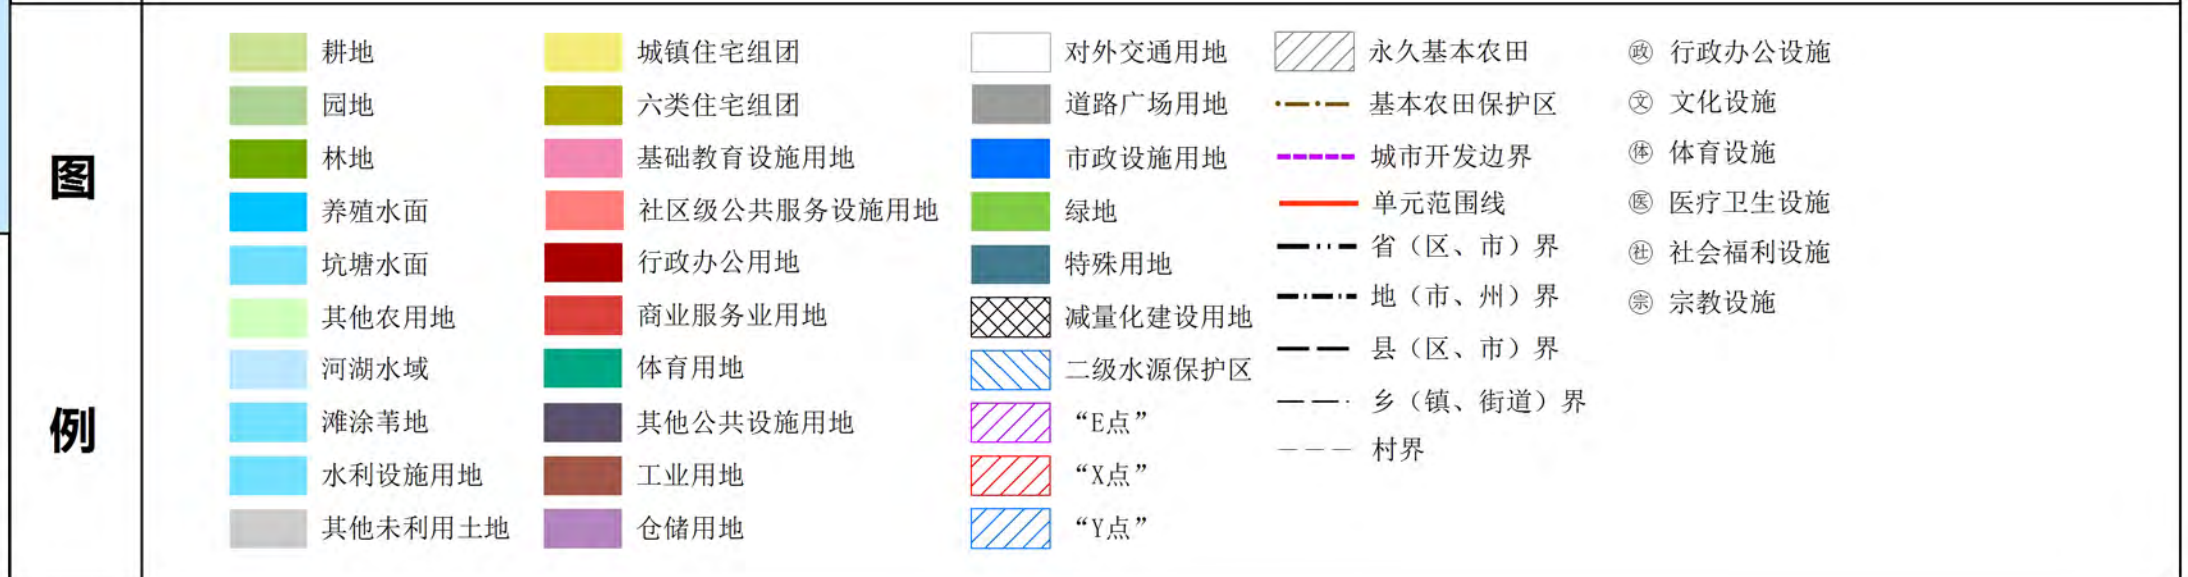 图例
耕地
园地
林地
养殖水面
坑塘水面
其他农用地
河湖水域
滩涂苇地
水利设施用地
其他未利用土地
城镇住宅组团
六类住宅组团
基础教育设施用地
社区级公共服务设施用地
行政办公用地
商业服务业用地
体育用地
其他公共设施用地
工业用地
仓储用地
对外交通用地
道路广场用地
市政设施用地
绿地
特殊用地
减量化建设用地
二级水源保护区
“E点”
“X点”
“Y点”
永久基本农田
基本农田保护区
城市开发边界
单元范围线
省（区、市）界
地（市、州）界
县（区、市）界
乡（镇、街道）界
村界
政 行政办公设施
文 文化设施
体 体育设施
医 医疗卫生设施
社 社会福利设施
宗 宗教设施